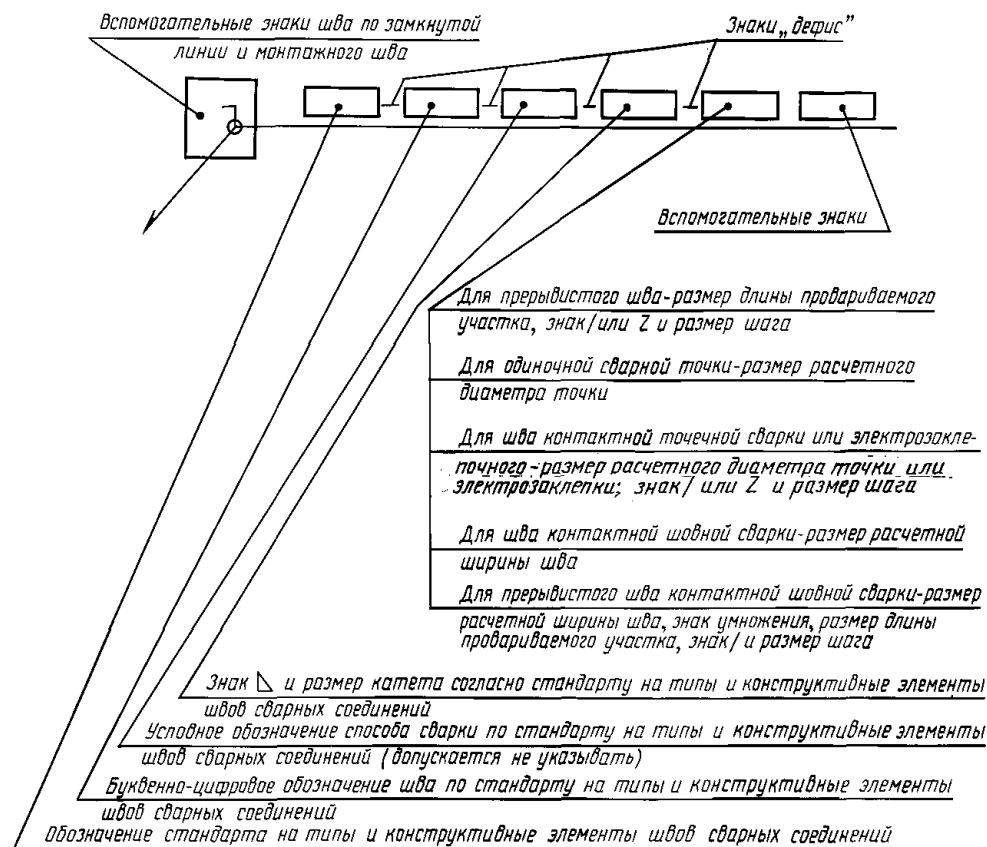 Вспомогательные знаки шва по замкнутой
линии и монтажного шва
Знаки „дефис”
Вспомогательные знаки
Для прерывистого шва-размер длины провариваемого
участка, знак/или Z и размер шага
Для одиночной сварной точки-размер расчетного
диаметра точки
Для шва контактной точечной сварки или электрозакле-
почного-размер расчетного диаметра точки или
электрозаклепки; знак/ или Z и размер шага
Для шва контактной шовной сварки-размер расчетной
ширины шва
Для прерывистого шва контактной шовной сварки-размер
расчетной ширины шва, знак умножения, размер длины
провариваемого участка, знак/ и размер шага
Знак ◺ и размер катета согласно стандарту на типы и конструктивные элементы
швов сварных соединений
Условное обозначение способа сварки по стандарту на типы и конструктивные элементы
швов сварных соединений (допускается не указывать)
Буквенно-цифровое обозначение шва по стандарту на типы и конструктивные элементы
швов сварных соединений
Обозначение стандарта на типы и конструктивные элементы швов сварных соединений